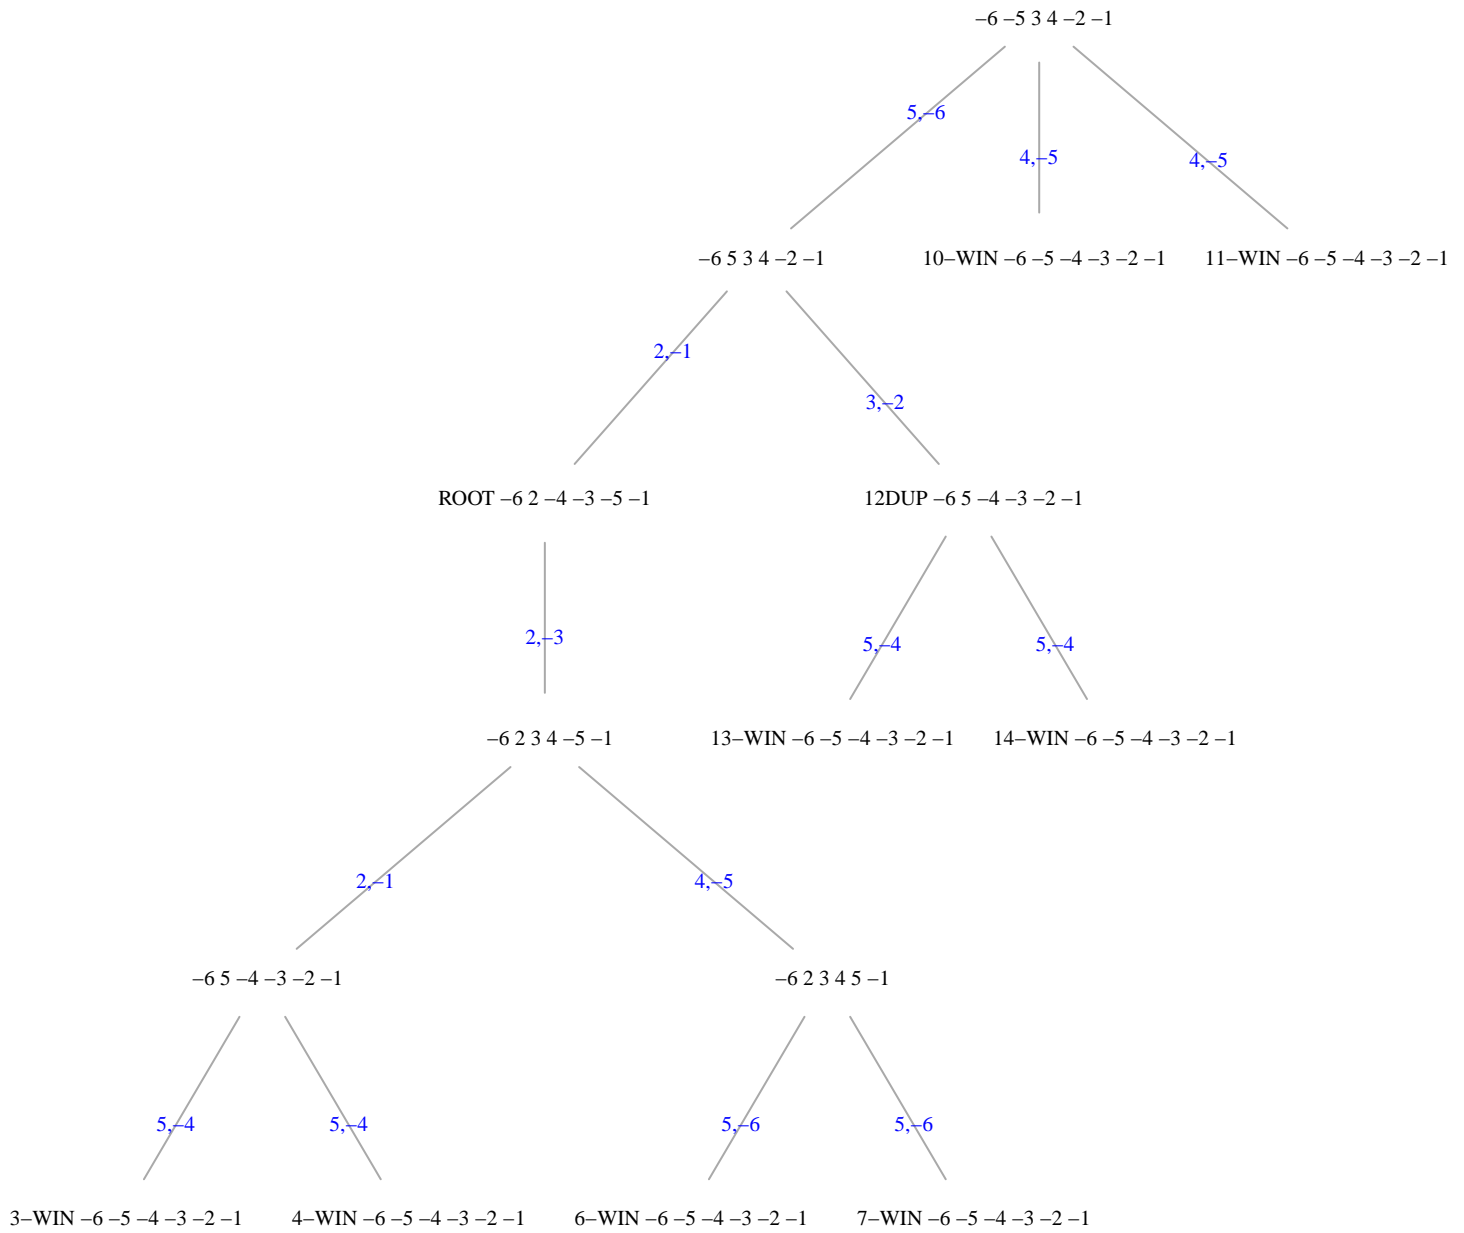 –6 –5 3 4 –2 –1
5,–6
4,–5
4,–5
–6 5 3 4 –2 –1
10–WIN –6 –5 –4 –3 –2 –1
11–WIN –6 –5 –4 –3 –2 –1
2,–1
3,–2
ROOT –6 2 –4 –3 –5 –1
12DUP –6 5 –4 –3 –2 –1
2,–3
5,–4
5,–4
–6 2 3 4 –5 –1
13–WIN –6 –5 –4 –3 –2 –1
14–WIN –6 –5 –4 –3 –2 –1
2,–1
4,–5
–6 5 –4 –3 –2 –1
–6 2 3 4 5 –1
5,–4
5,–4
5,–6
5,–6
3–WIN –6 –5 –4 –3 –2 –1
4–WIN –6 –5 –4 –3 –2 –1
6–WIN –6 –5 –4 –3 –2 –1
7–WIN –6 –5 –4 –3 –2 –1